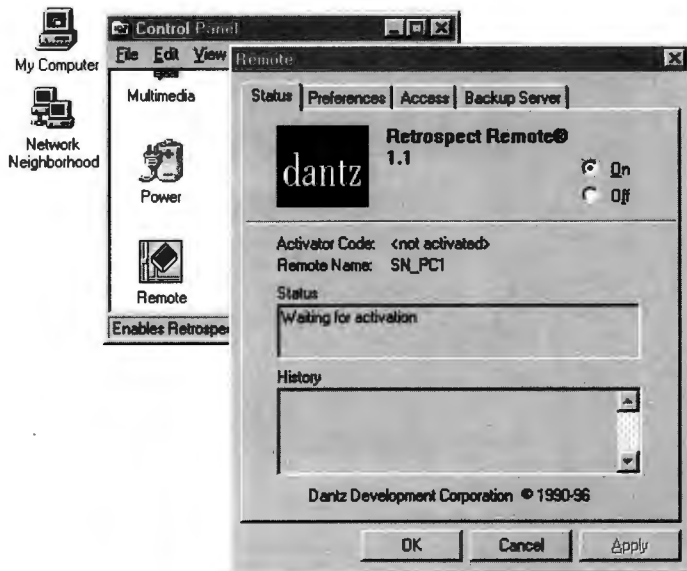 My Computer
Network
Neighborhood
Control Panel
File Edit View
Multimedia
Power
Remote
Enables Retrospe
Remote
Status Preferences Access Backup Server
dantz
Retrospect Remote®
1.1
On
Off
Activator Code: <not activated>
Remote Name: SN_PC1
Status
Waiting for activation
History
Dantz Development Corporation © 1990-96
OK Cancel Apply